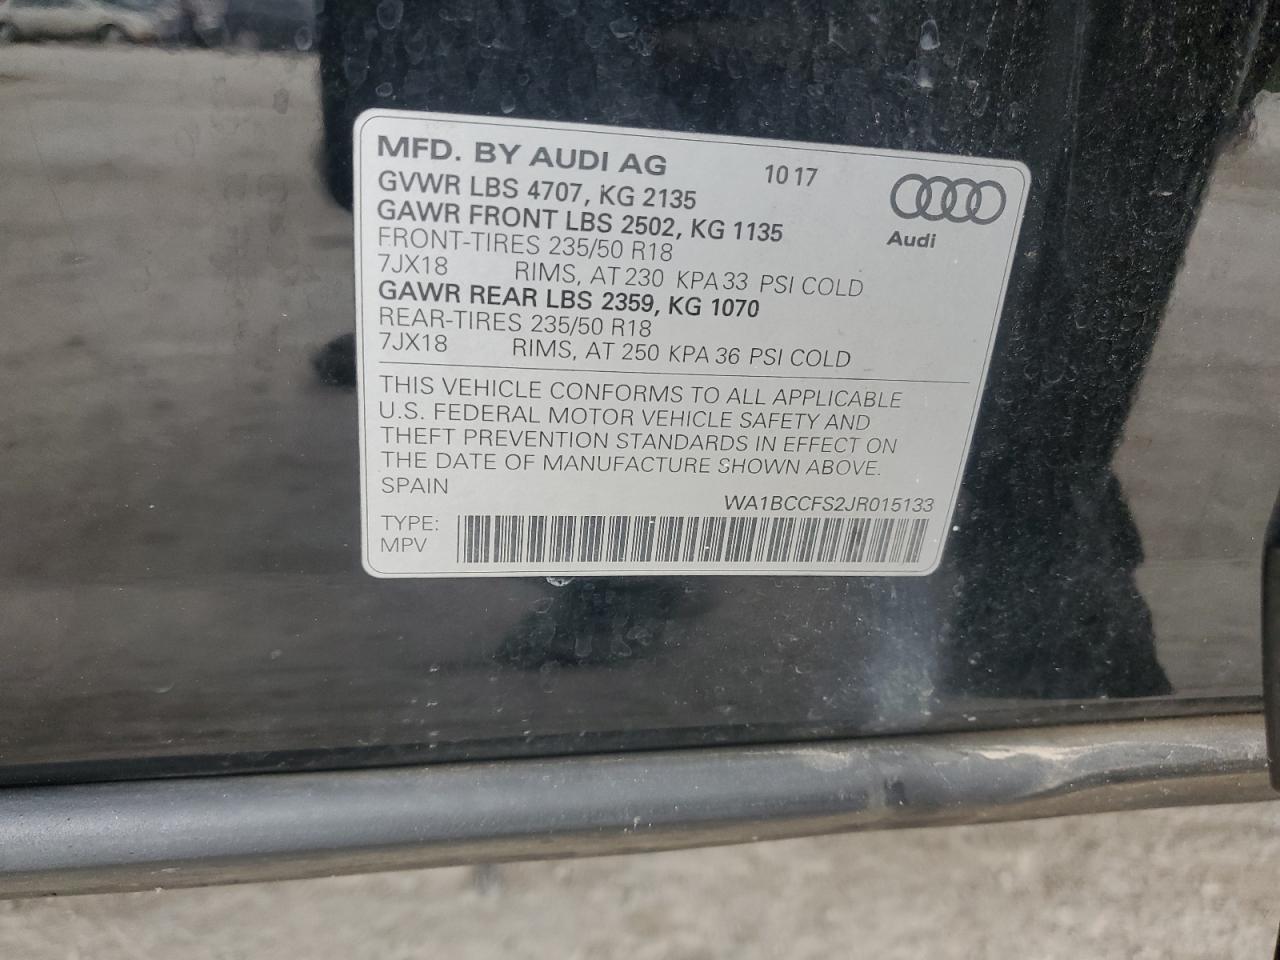 MFD. BY AUDI AG 10 17
GVWR LBS 4707, KG 2135
GAWR FRONT LBS 2502, KG 1135
Audi
FRONT-TIRES 235/50 R18
7JX18 RIMS, AT 230 KPA 33 PSI COLD
GAWR REAR LBS 2359, KG 1070
REAR-TIRES 235/50 R18
7JX18 RIMS, AT 250 KPA 36 PSI COLD
THIS VEHICLE CONFORMS TO ALL APPLICABLE
U.S. FEDERAL MOTOR VEHICLE SAFETY AND
THEFT PREVENTION STANDARDS IN EFFECT ON
THE DATE OF MANUFACTURE SHOWN ABOVE.
SPAIN
WA1BCCFS2JR015133
TYPE:
MPV